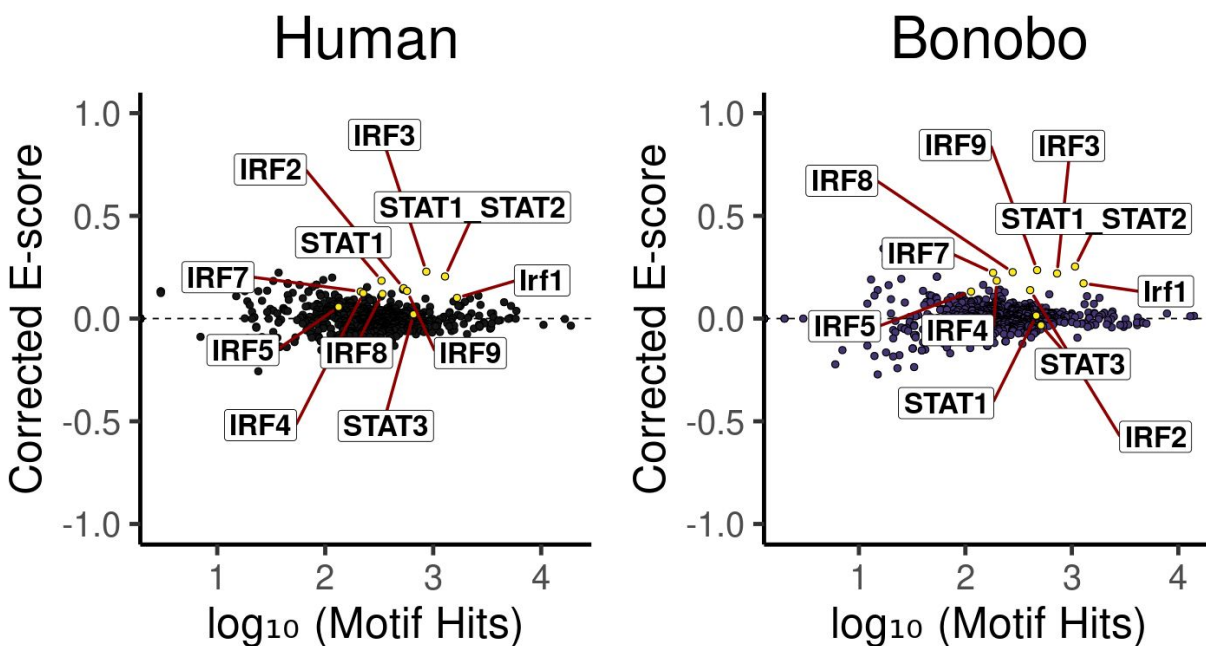 Human
Corrected E-score
1.0
0.5
0.0
-0.5
-1.0
IRF3
IRF2
STAT1_STAT2
STAT1
IRF7
Irf1
IRF5
IRF8
IRF9
IRF4
STAT3
1 2 3 4
log₁₀ (Motif Hits)
Bonobo
Corrected E-score
1.0
0.5
0.0
-0.5
-1.0
IRF9
IRF3
IRF8
STAT1_STAT2
IRF7
Irf1
IRF5
IRF4
STAT3
STAT1
IRF2
1 2 3 4
log₁₀ (Motif Hits)